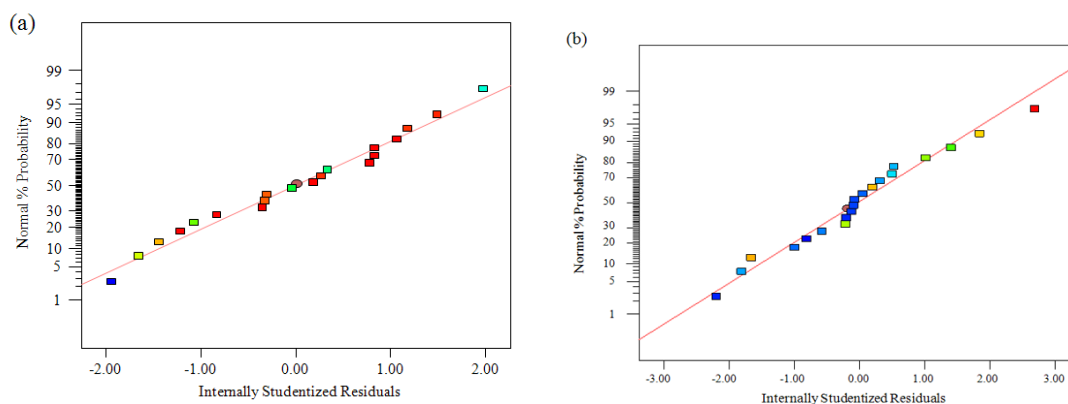 (a)
Normal % Probability
99
95
90
80
70
50
30
20
10
5
1
-2.00 -1.00 0.00 1.00 2.00
Internally Studentized Residuals
(b)
Normal % Probability
99
95
90
80
70
50
30
20
10
5
1
-3.00 -2.00 -1.00 0.00 1.00 2.00 3.00
Internally Studentized Residuals